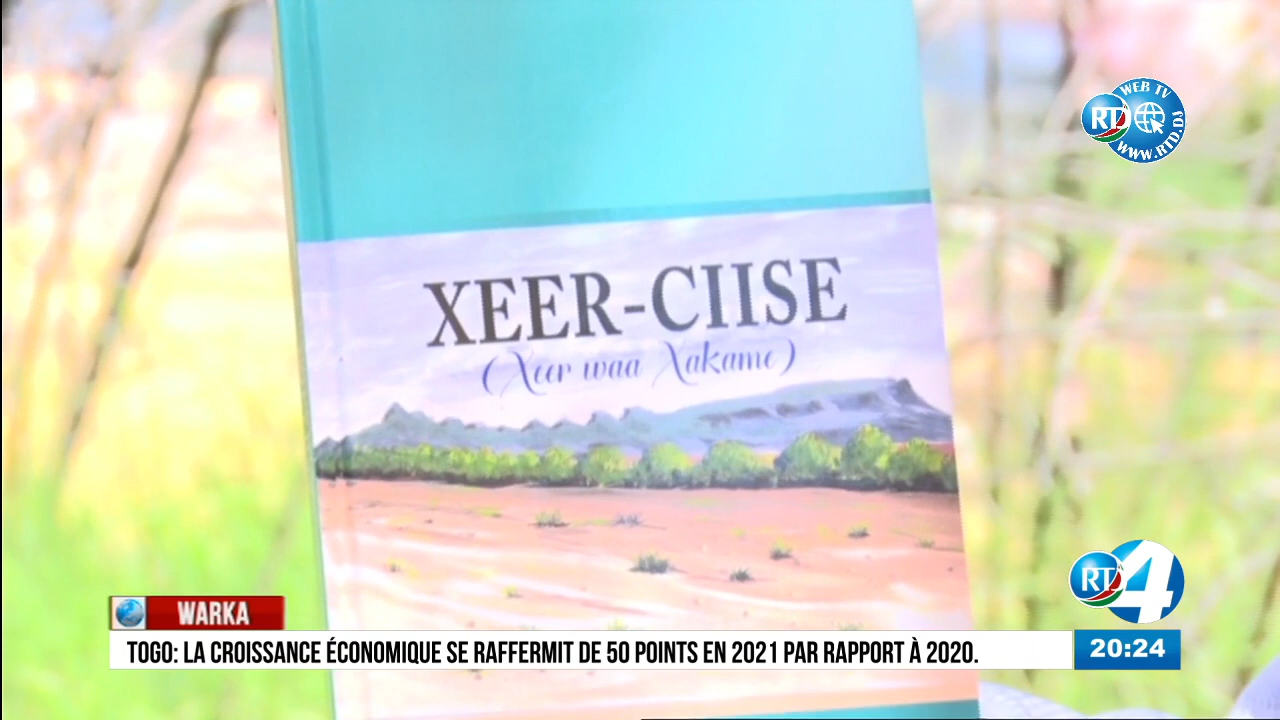 WEB TV
RTD
WWW.RTD.DJ
XEER-CIISE
(Xeer waa Xakame)
RTD 4
WARKA
TOGO: LA CROISSANCE ÉCONOMIQUE SE RAFFERMIT DE 50 POINTS EN 2021 PAR RAPPORT À 2020.
20:24